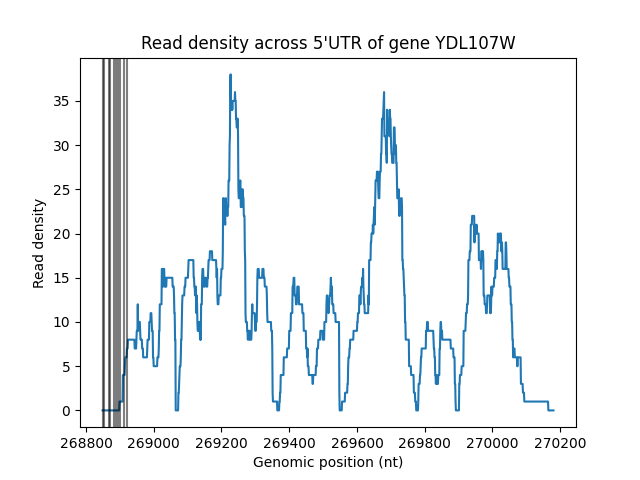 Read density across 5'UTR of gene YDL107W
Read density
35
30
25
20
15
10
5
0
268800 269000 269200 269400 269600 269800 270000 270200
Genomic position (nt)